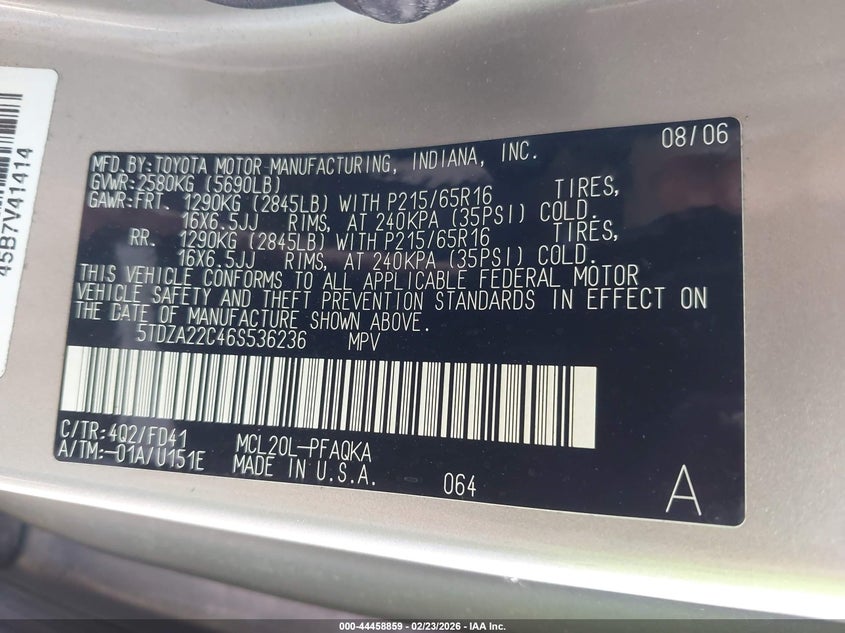 45B7V41414
08/06
MFD.BY:TOYOTA MOTOR MANUFACTURING, INDIANA, INC.
GVWR:2580KG (5690LB)
GAWR:FRT. 1290KG (2845LB) WITH P215/65R16 TIRES,
16X6.5JJ RIMS, AT 240KPA (35PSI) COLD.
RR. 1290KG (2845LB) WITH P215/65R16 TIRES,
16X6.5JJ RIMS, AT 240KPA (35PSI) COLD.
THIS VEHICLE CONFORMS TO ALL APPLICABLE FEDERAL MOTOR
VEHICLE SAFETY AND THEFT PREVENTION STANDARDS IN EFFECT ON
THE DATE OF MANUFACTURE SHOWN ABOVE.
5TDZA22C46S536236 MPV
C/TR:4Q2/FD41 MCL20L-PFAQKA
A/TM:-01A/U151E MADE IN U.S.A. 064
A
000-44458859 | 02/23/2026 - IAA Inc.